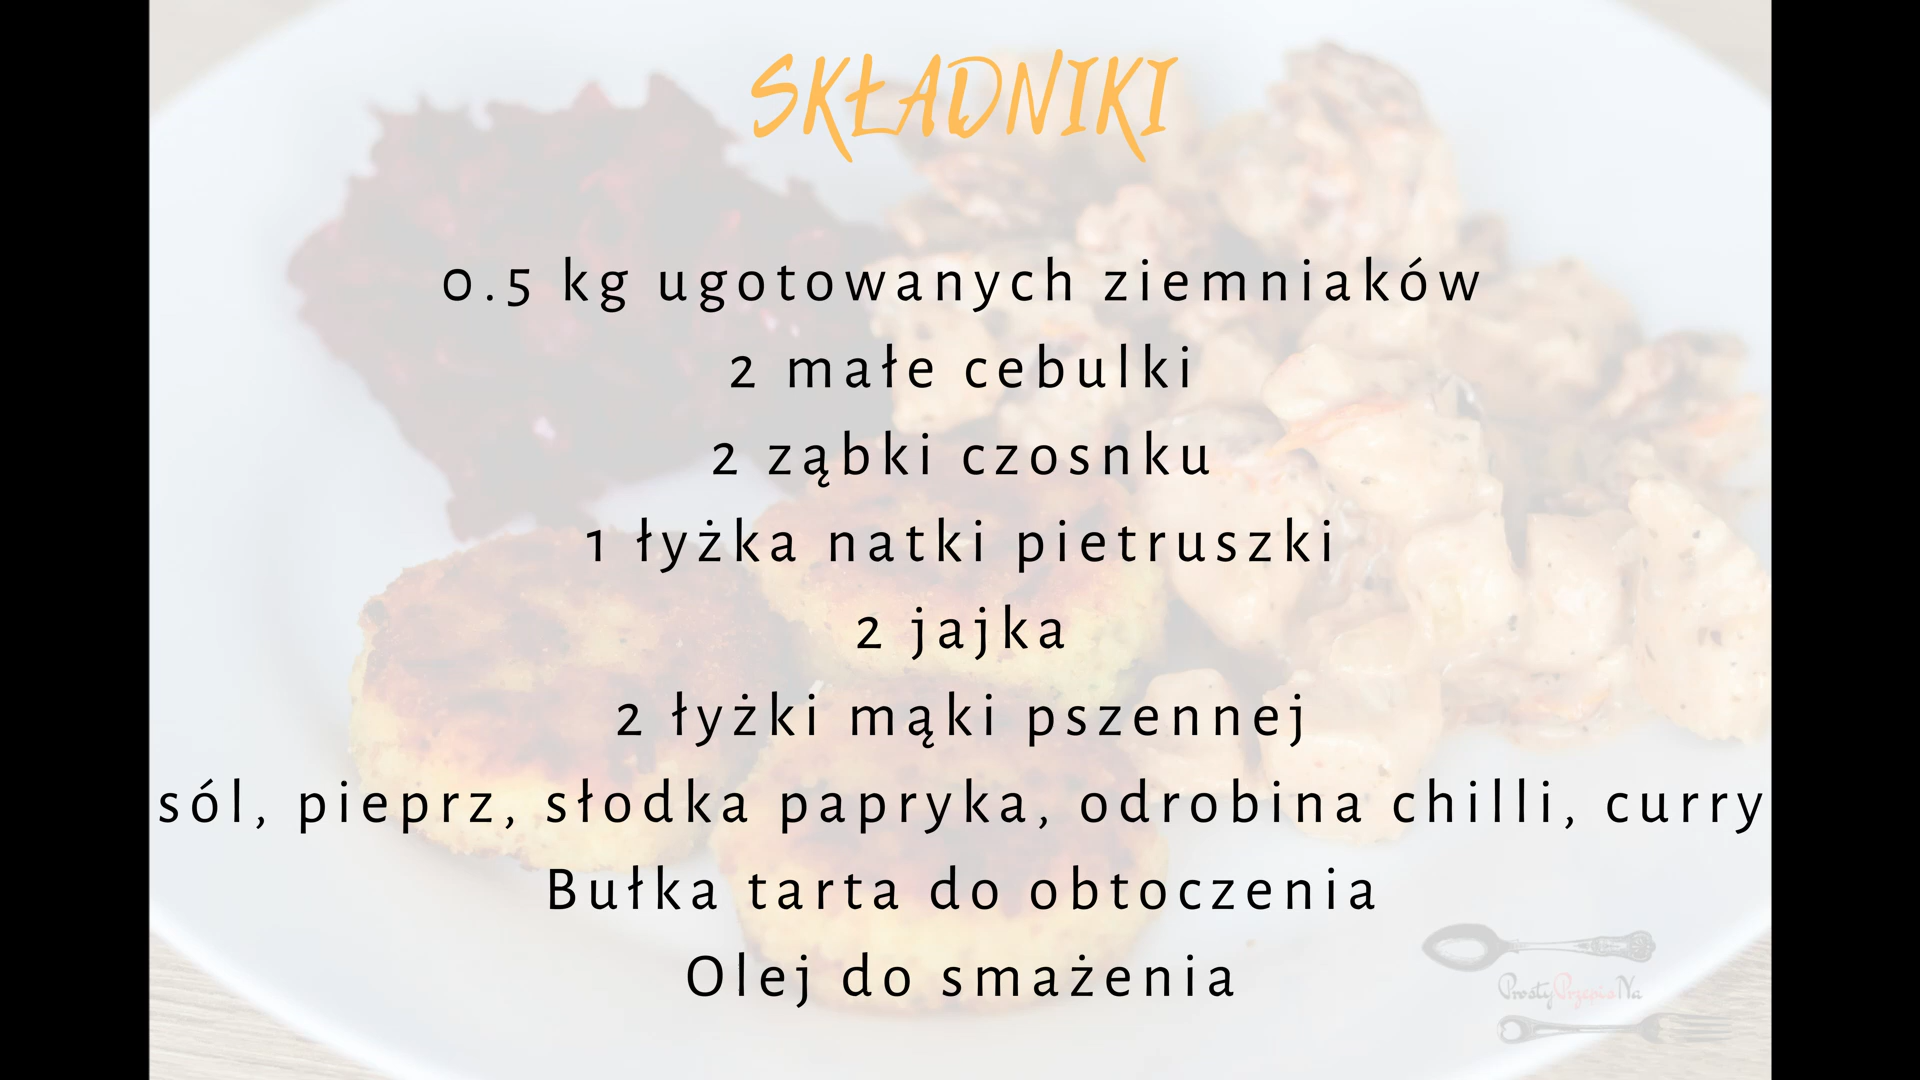 SKŁADNIKI
0.5 kg ugotowanych ziemniaków
2 małe cebulki
2 ząbki czosnku
1 łyżka natki pietruszki
2 jajka
2 łyżki mąki pszennej
sól, pieprz, słodka papryka, odrobina chilli, curry
Bułka tarta do obtoczenia
Olej do smażenia
ProstyPrzepisNa